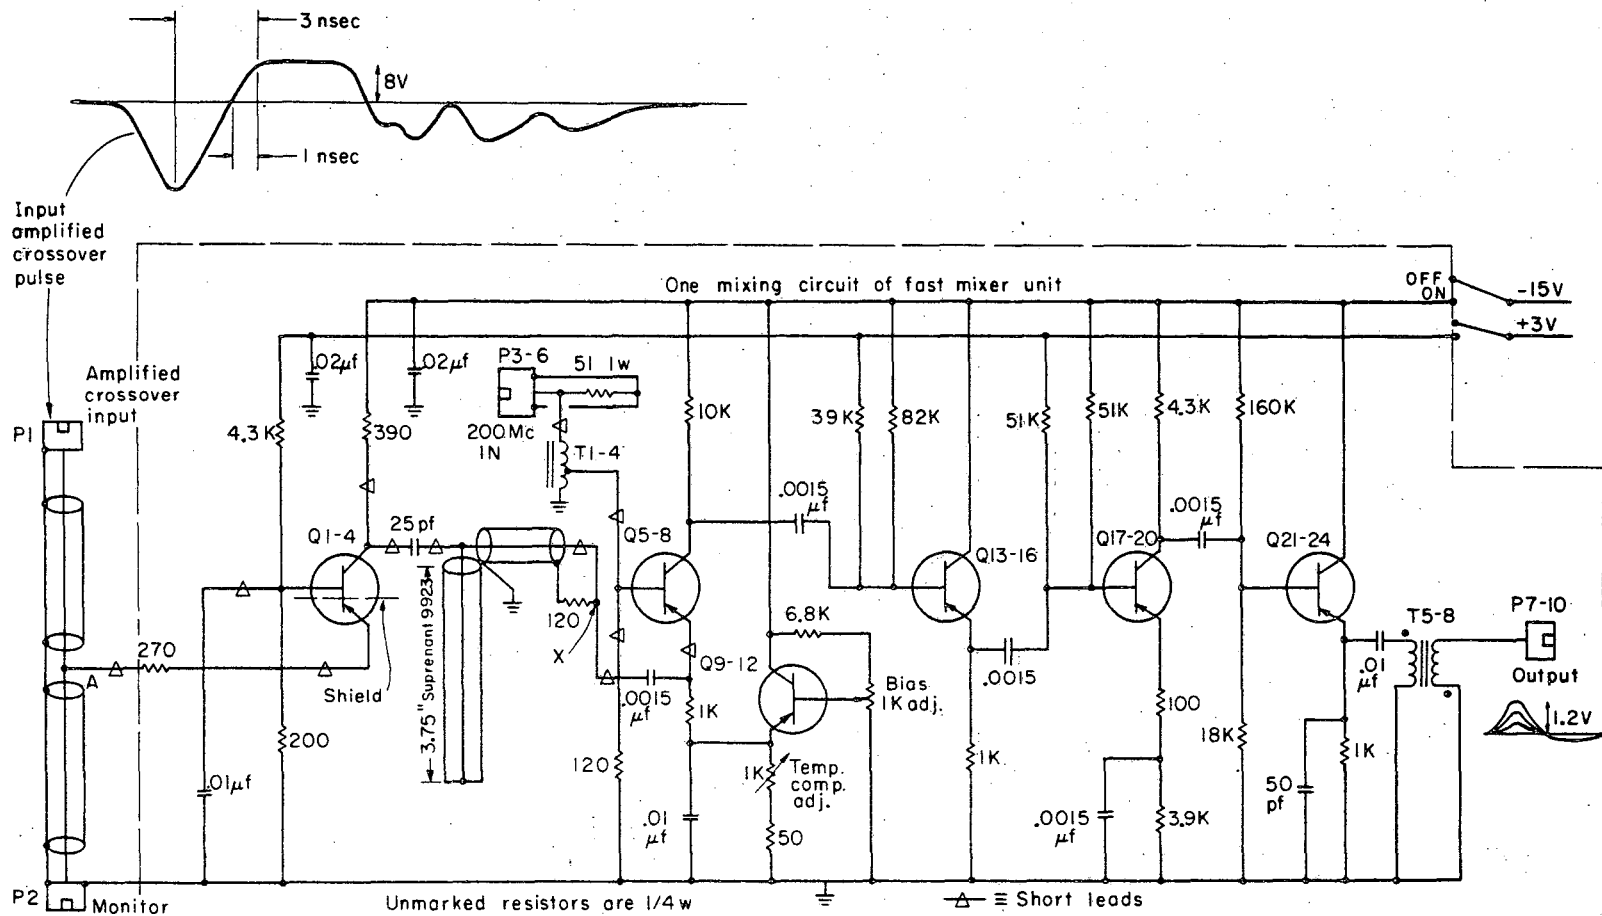 3 nsec
8V
1 nsec
Input
amplified
crossover
pulse
One mixing circuit of fast mixer unit
OFF
ON
-15V
+3V
.02μf
.02μf
P3-6
51 1w
Amplified
crossover
input
P1
4.3K
390
200Mc
IN
T1-4
10K
39K
82K
51K
51K
4.3K
160K
.0015
μf
.0015
μf
25pf
Q1-4
Q5-8
Q13-16
Q17-20
Q21-24
3.75" Suprenant 9923
120
X
6.8K
T5-8
P7-10
270
A
Shield
Q9-12
.0015
μf
Bias
1K adj.
.0015
.01
μf
Output
1.2V
200
1K
100
18K
1K
120
1K
Temp.
comp.
adj.
1K
.01μf
.01
μf
50
.0015
μf
3.9K
50
pf
P2
Monitor
Unmarked resistors are 1/4w
≡ Short leads